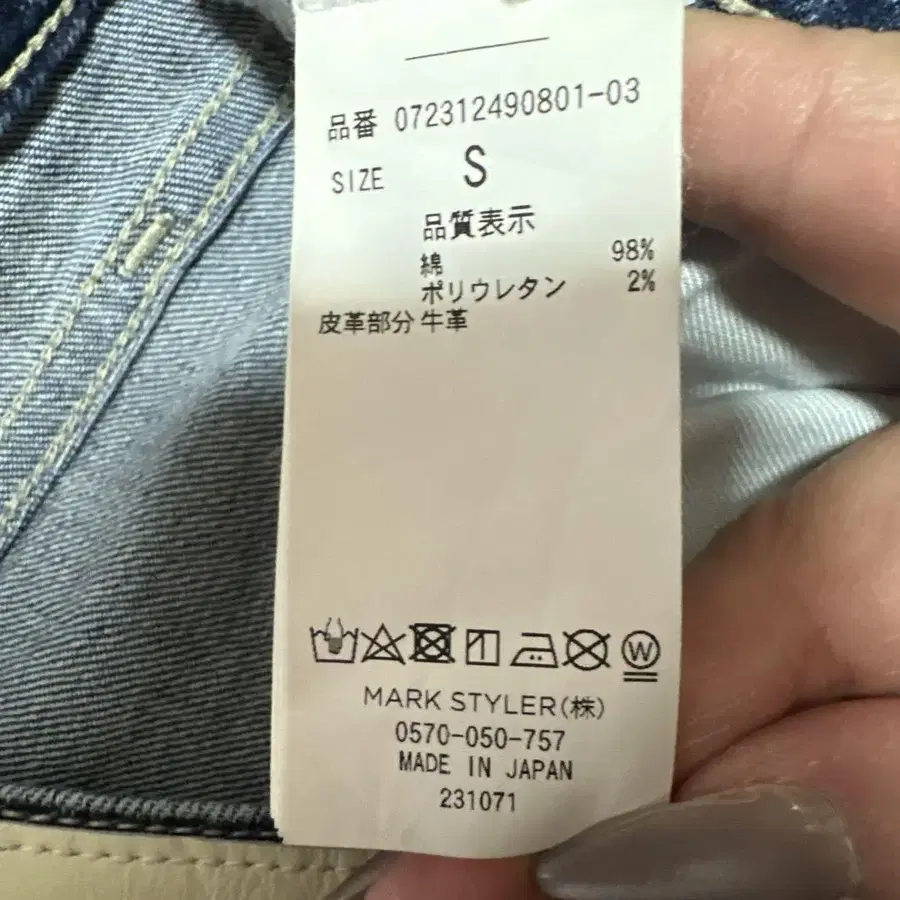 品番 072312490801-03
SIZE S
品質表示
綿 98%
ポリウレタン 2%
皮革部分 牛革
W
MARK STYLER(株)
0570-050-757
MADE IN JAPAN
231071